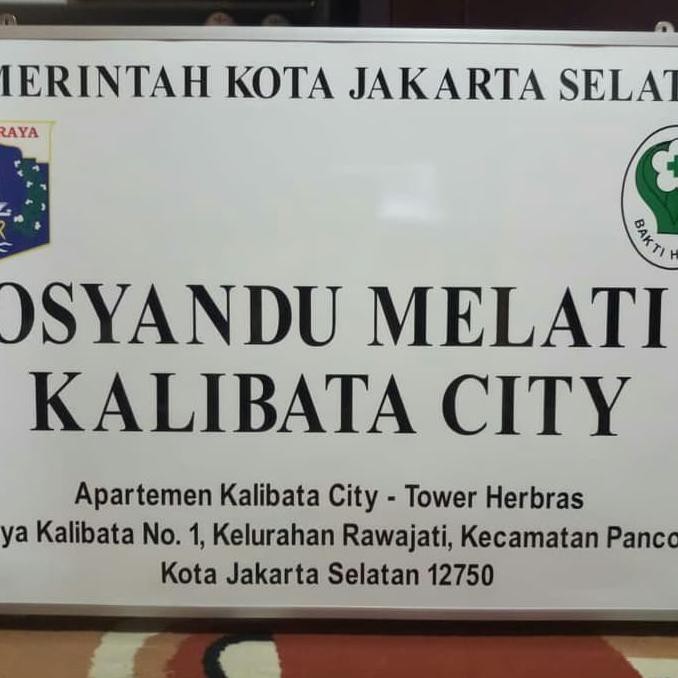 MERINTAH KOTA JAKARTA SELAT
RAYA
BAKTI H
OSYANDU MELATI
KALIBATA CITY
Apartemen Kalibata City - Tower Herbras
ya Kalibata No. 1, Kelurahan Rawajati, Kecamatan Panco
Kota Jakarta Selatan 12750